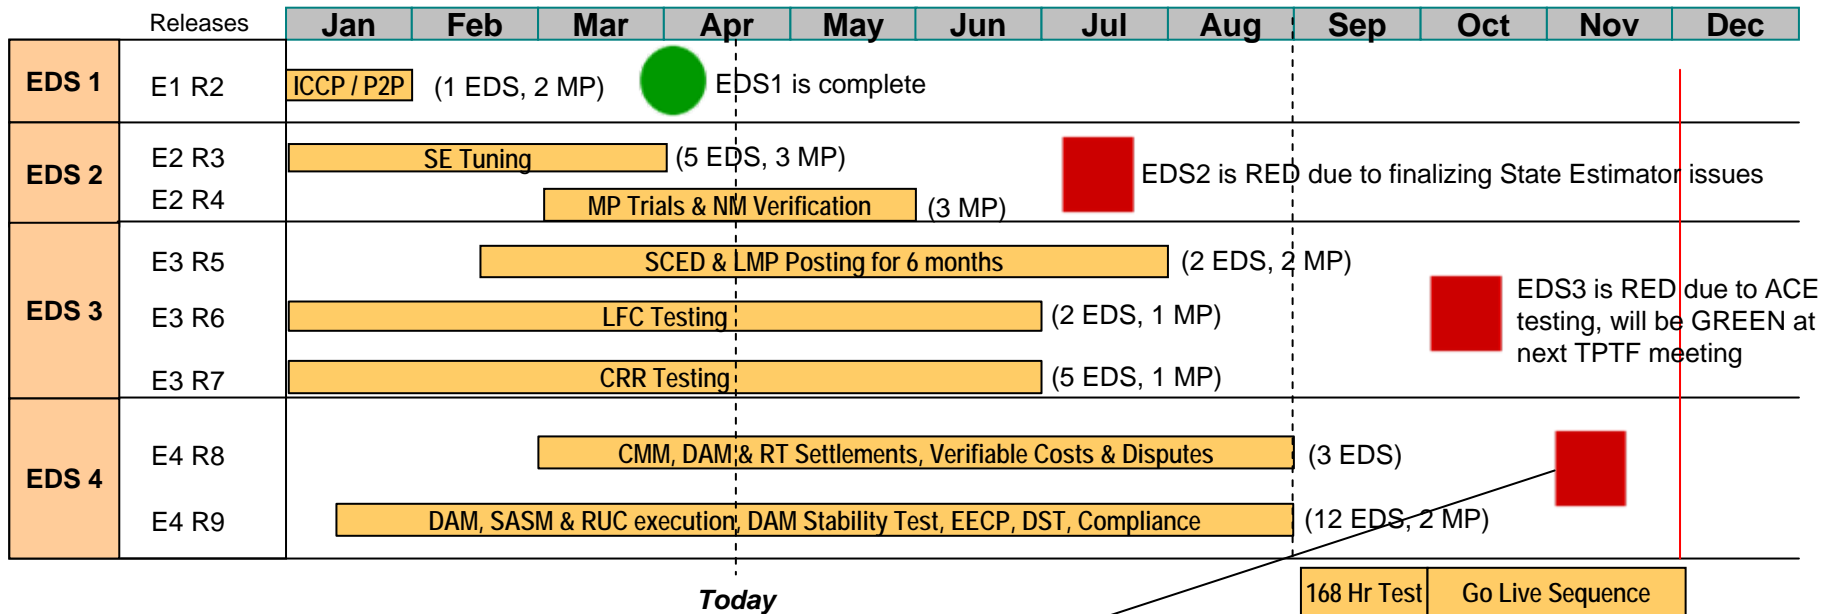 Releases Jan Feb Mar Apr May Jun Jul Aug Sep Oct Nov Dec
EDS 1 E1 R2 ICCP / P2P (1 EDS, 2 MP) EDS1 is complete
E2 R3 SE Tuning (5 EDS, 3 MP)
EDS 2 EDS2 is RED due to finalizing State Estimator issues
E2 R4 MP Trials & NM Verification (3 MP)
E3 R5 SCED & LMP Posting for 6 months (2 EDS, 2 MP)
EDS 3 E3 R6 LFC Testing (2 EDS, 1 MP)
EDS3 is RED due to ACE
testing, will be GREEN at
next TPTF meeting
E3 R7 CRR Testing (5 EDS, 1 MP)
E4 R8 CMM, DAM & RT Settlements, Verifiable Costs & Disputes (3 EDS)
EDS 4
E4 R9 DAM, SASM & RUC execution, DAM Stability Test, EECP, DST, Compliance (12 EDS, 2 MP)
Today 168 Hr Test Go Live Sequence